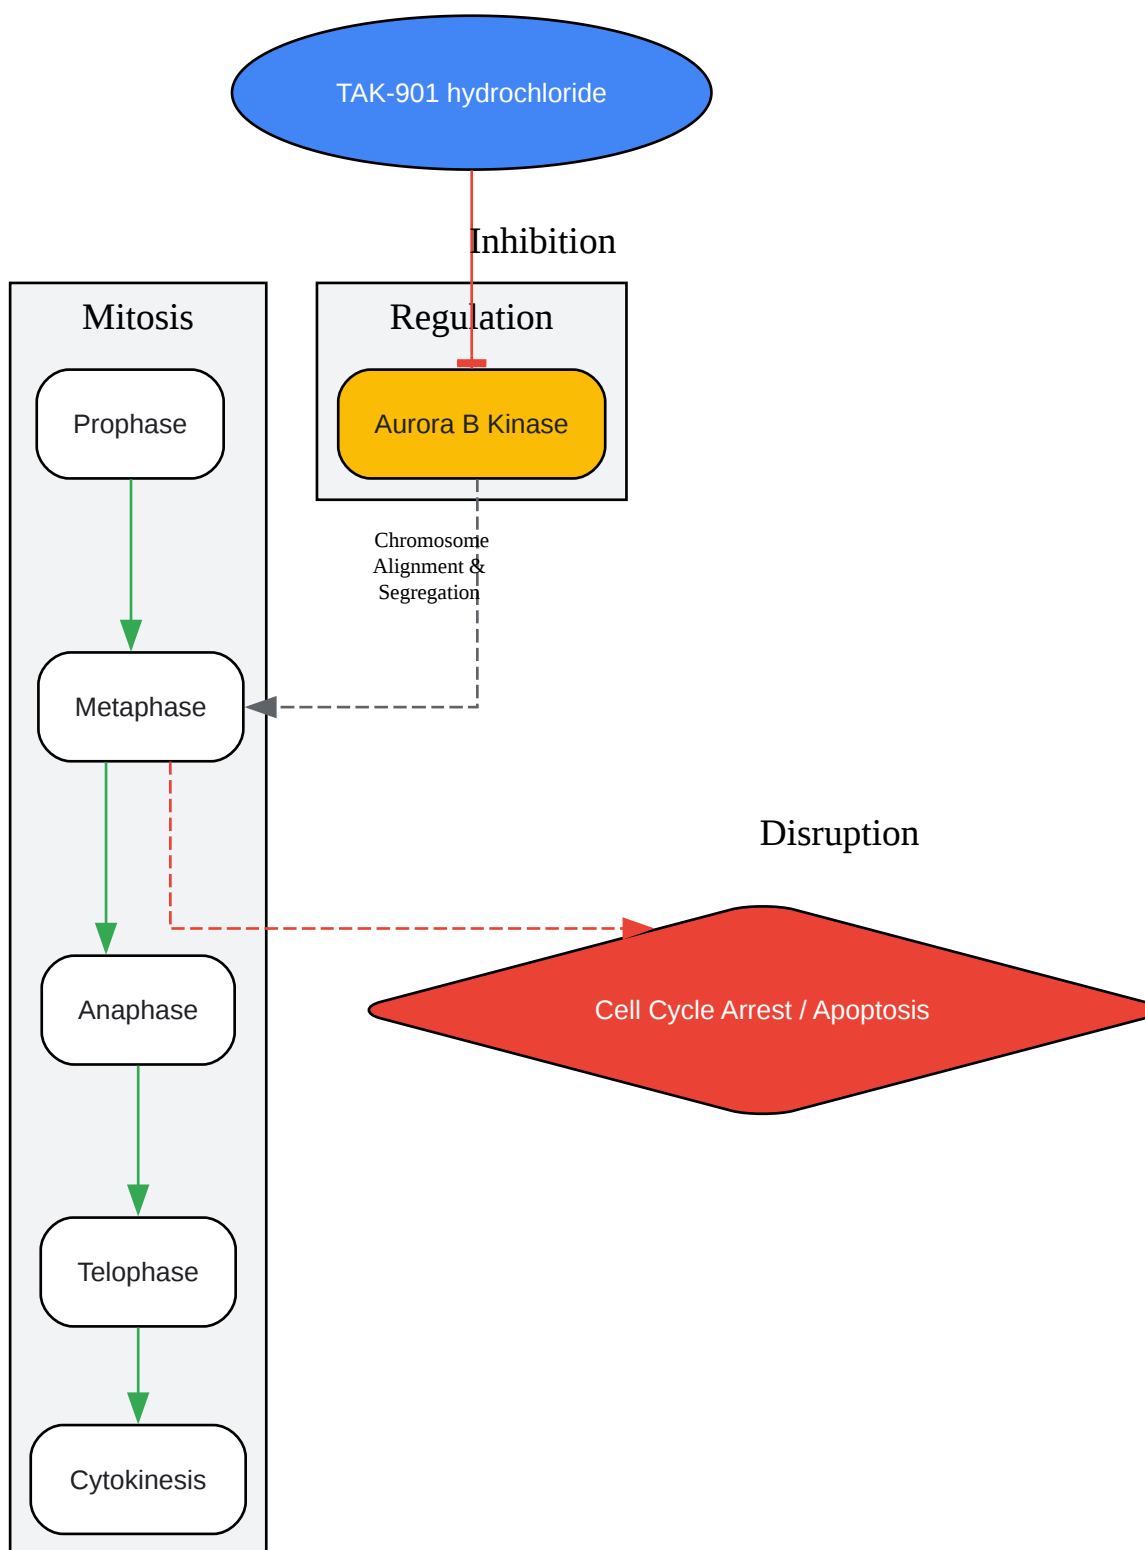 TAK-901 hydrochloride
Inhibition
Mitosis
Regulation
Prophase
Aurora B Kinase
Chromosome
Alignment &
Segregation
Metaphase
Disruption
Anaphase
Cell Cycle Arrest / Apoptosis
Telophase
Cytokinesis